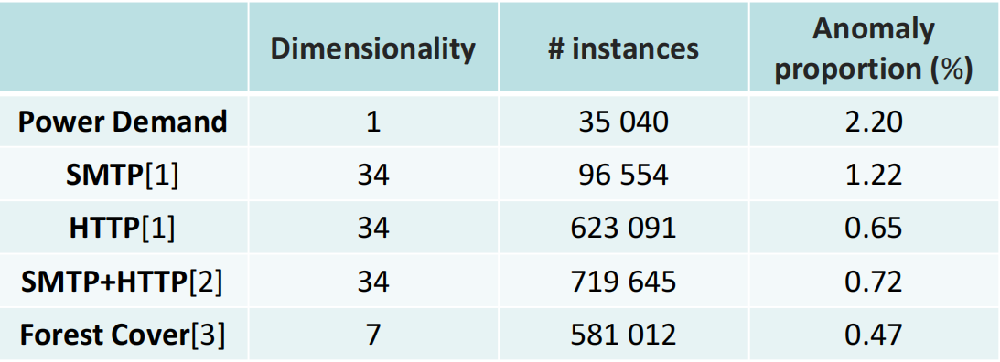 Dimensionality # instances Anomaly proportion (%)
Power Demand 1 35 040 2.20
SMTP[1] 34 96 554 1.22
HTTP[1] 34 623 091 0.65
SMTP+HTTP[2] 34 719 645 0.72
Forest Cover[3] 7 581 012 0.47